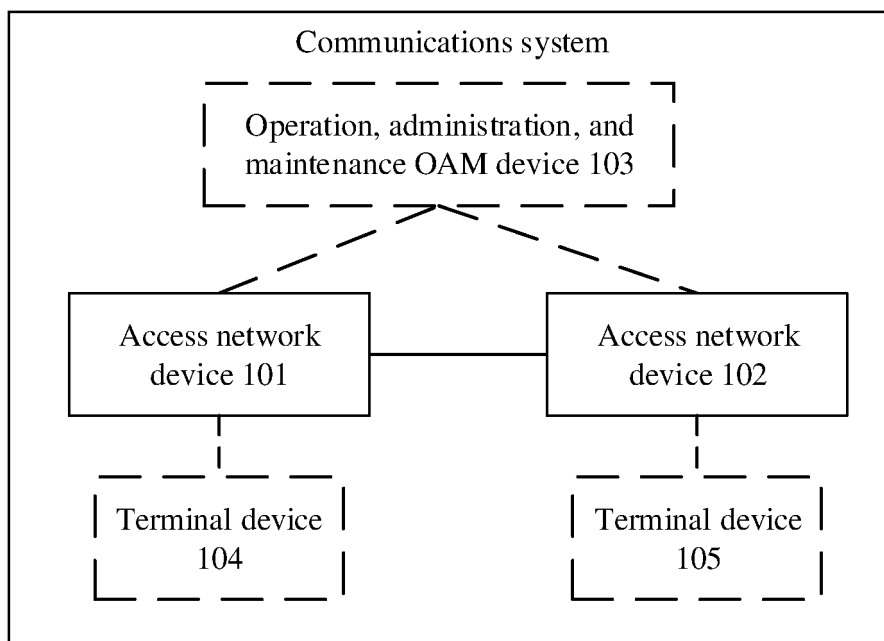 Communications system
Operation, administration, and
maintenance OAM device 103
Access network
device 101
Access network
device 102
Terminal device
104
Terminal device
105